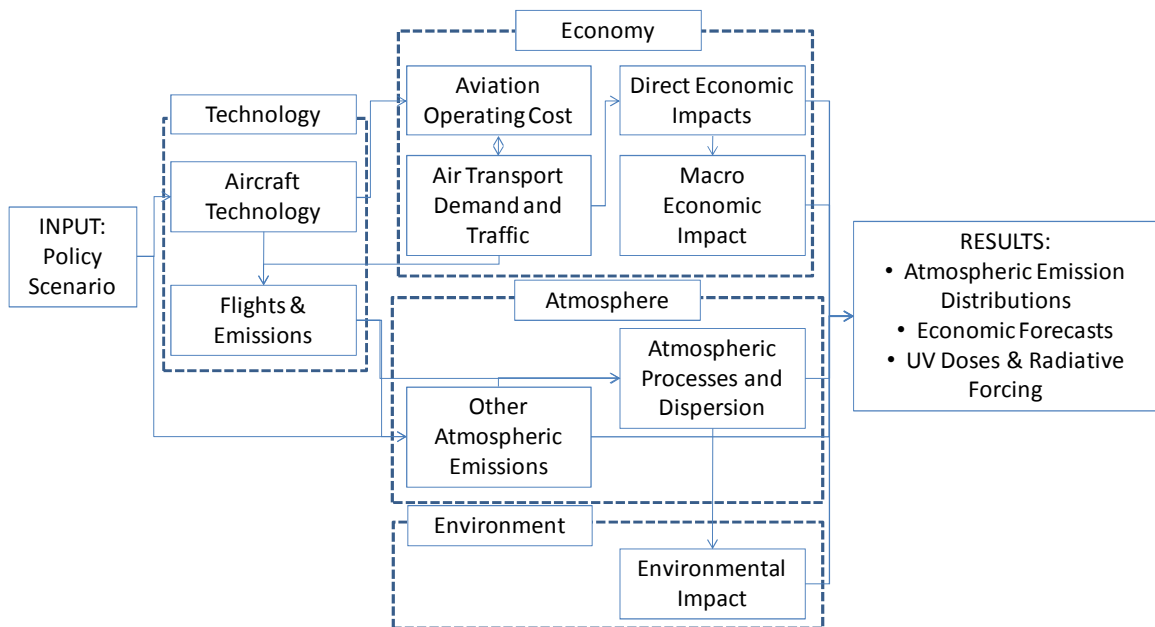 INPUT:
Policy
Scenario
Technology
Aircraft
Technology
Flights &
Emissions
Economy
Aviation
Operating Cost
Direct Economic
Impacts
Air Transport
Demand and
Traffic
Macro
Economic
Impact
Atmosphere
Atmospheric
Processes and
Dispersion
Other
Atmospheric
Emissions
Environment
Environmental
Impact
RESULTS:
• Atmospheric Emission
Distributions
• Economic Forecasts
• UV Doses & Radiative
Forcing